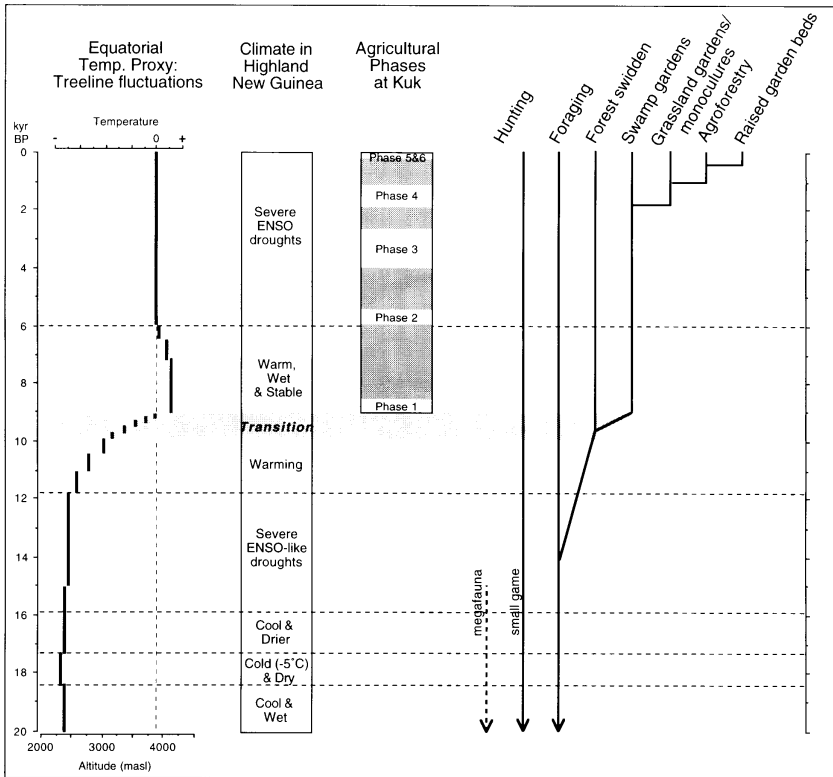 Equatorial
Temp. Proxy:
Treeline fluctuations
Climate in
Highland
New Guinea
Agricultural
Phases
at Kuk
Hunting
Foraging
Forest swidden
Swamp gardens
Grassland gardens/
monoculures
Agroforestry
Raised garden beds
kyr
BP
Temperature
- 0 +
0
2
4
6
8
10
12
14
16
18
20
Severe
ENSO
droughts
Warm,
Wet
& Stable
Transition
Warming
Severe
ENSO-like
droughts
Cool &
Drier
Cold (-5°C)
& Dry
Cool &
Wet
Phase 5&6
Phase 4
Phase 3
Phase 2
Phase 1
megafauna
small game
2000 3000 4000
Altitude (masl)